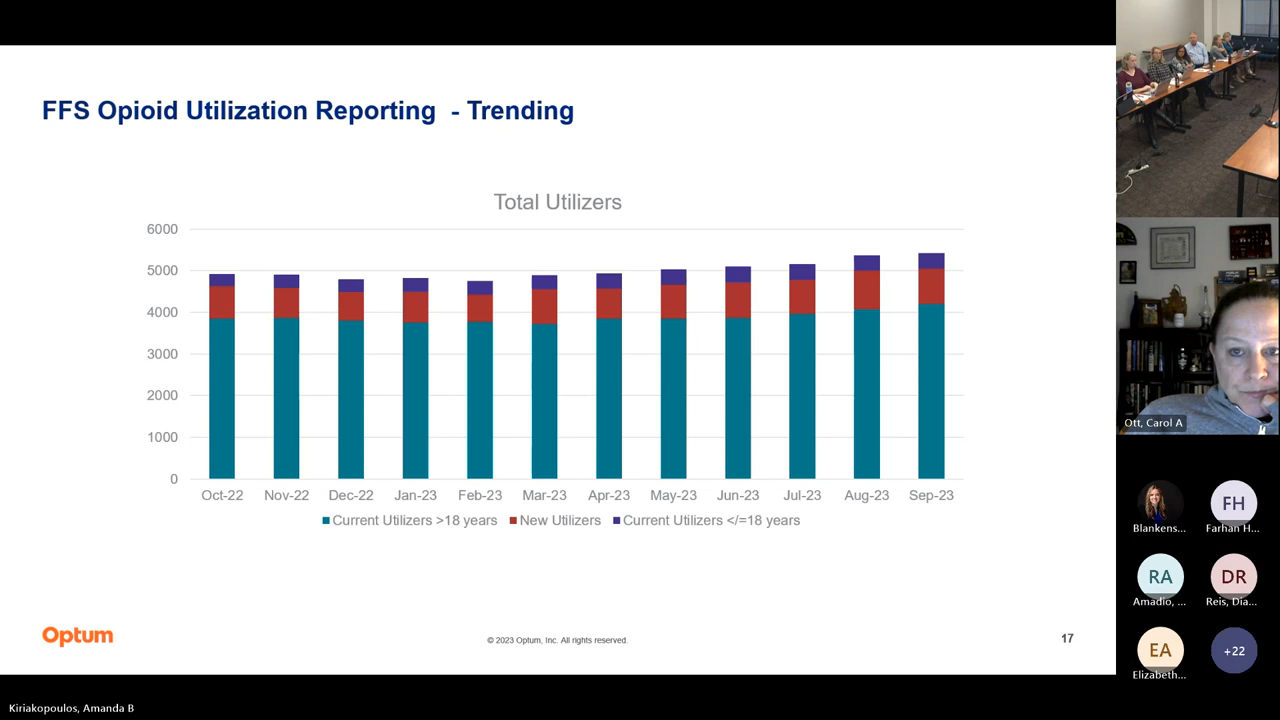 FFS Opioid Utilization Reporting - Trending
Total Utilizers
6000
5000
4000
3000
2000
1000
0
Oct-22 Nov-22 Dec-22 Jan-23 Feb-23 Mar-23 Apr-23 May-23 Jun-23 Jul-23 Aug-23 Sep-23
Current Utilizers >18 years New Utilizers Current Utilizers </=18 years
Optum
© 2023 Optum, Inc. All rights reserved.
17
Kiriakopoulos, Amanda B
Ott, Carol A
Blankens...
FH
Farhan H...
RA
Amadio, ...
DR
Reis, Dia...
EA
Elizabeth...
+22